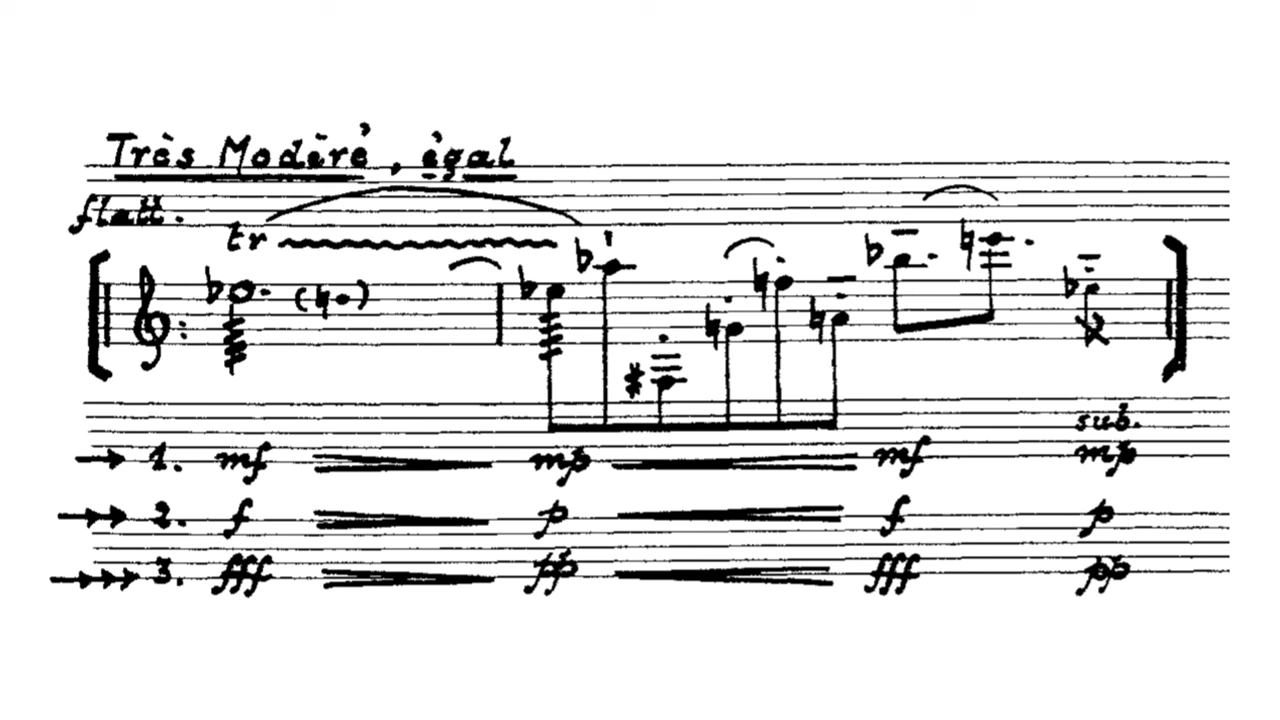 Très Modéré, égal
flatt.
tr
sub.
1. mf mp mf mp
2. f p f p
3. fff pp fff pp